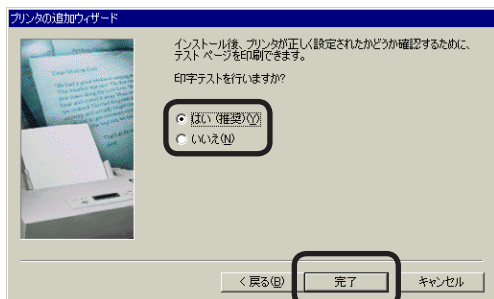 プリンタの追加ウィザード
インストール後、プリンタが正しく設定されたかどうか確認するために、
テスト ページを印刷できます。
印字テストを行いますか?
はい (推奨)(Y)
いいえ(N)
< 戻る(B)
完了
キャンセル